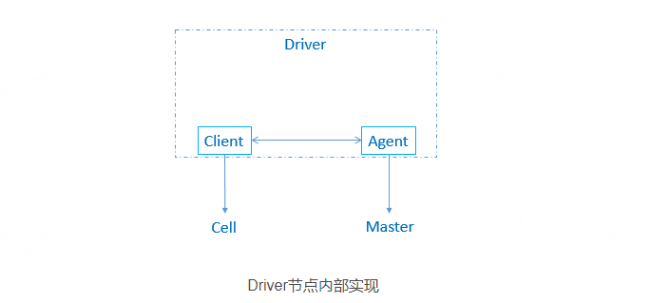 Driver
Client
Agent
Cell
Master
Driver节点内部实现